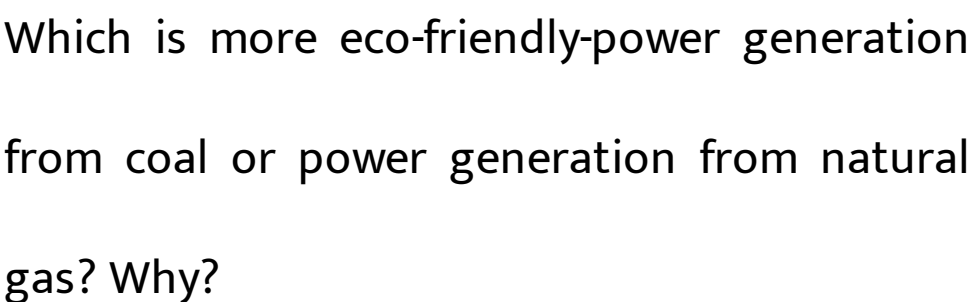 Which is more eco-friendly-power generation
from coal or power generation from natural
gas? Why?